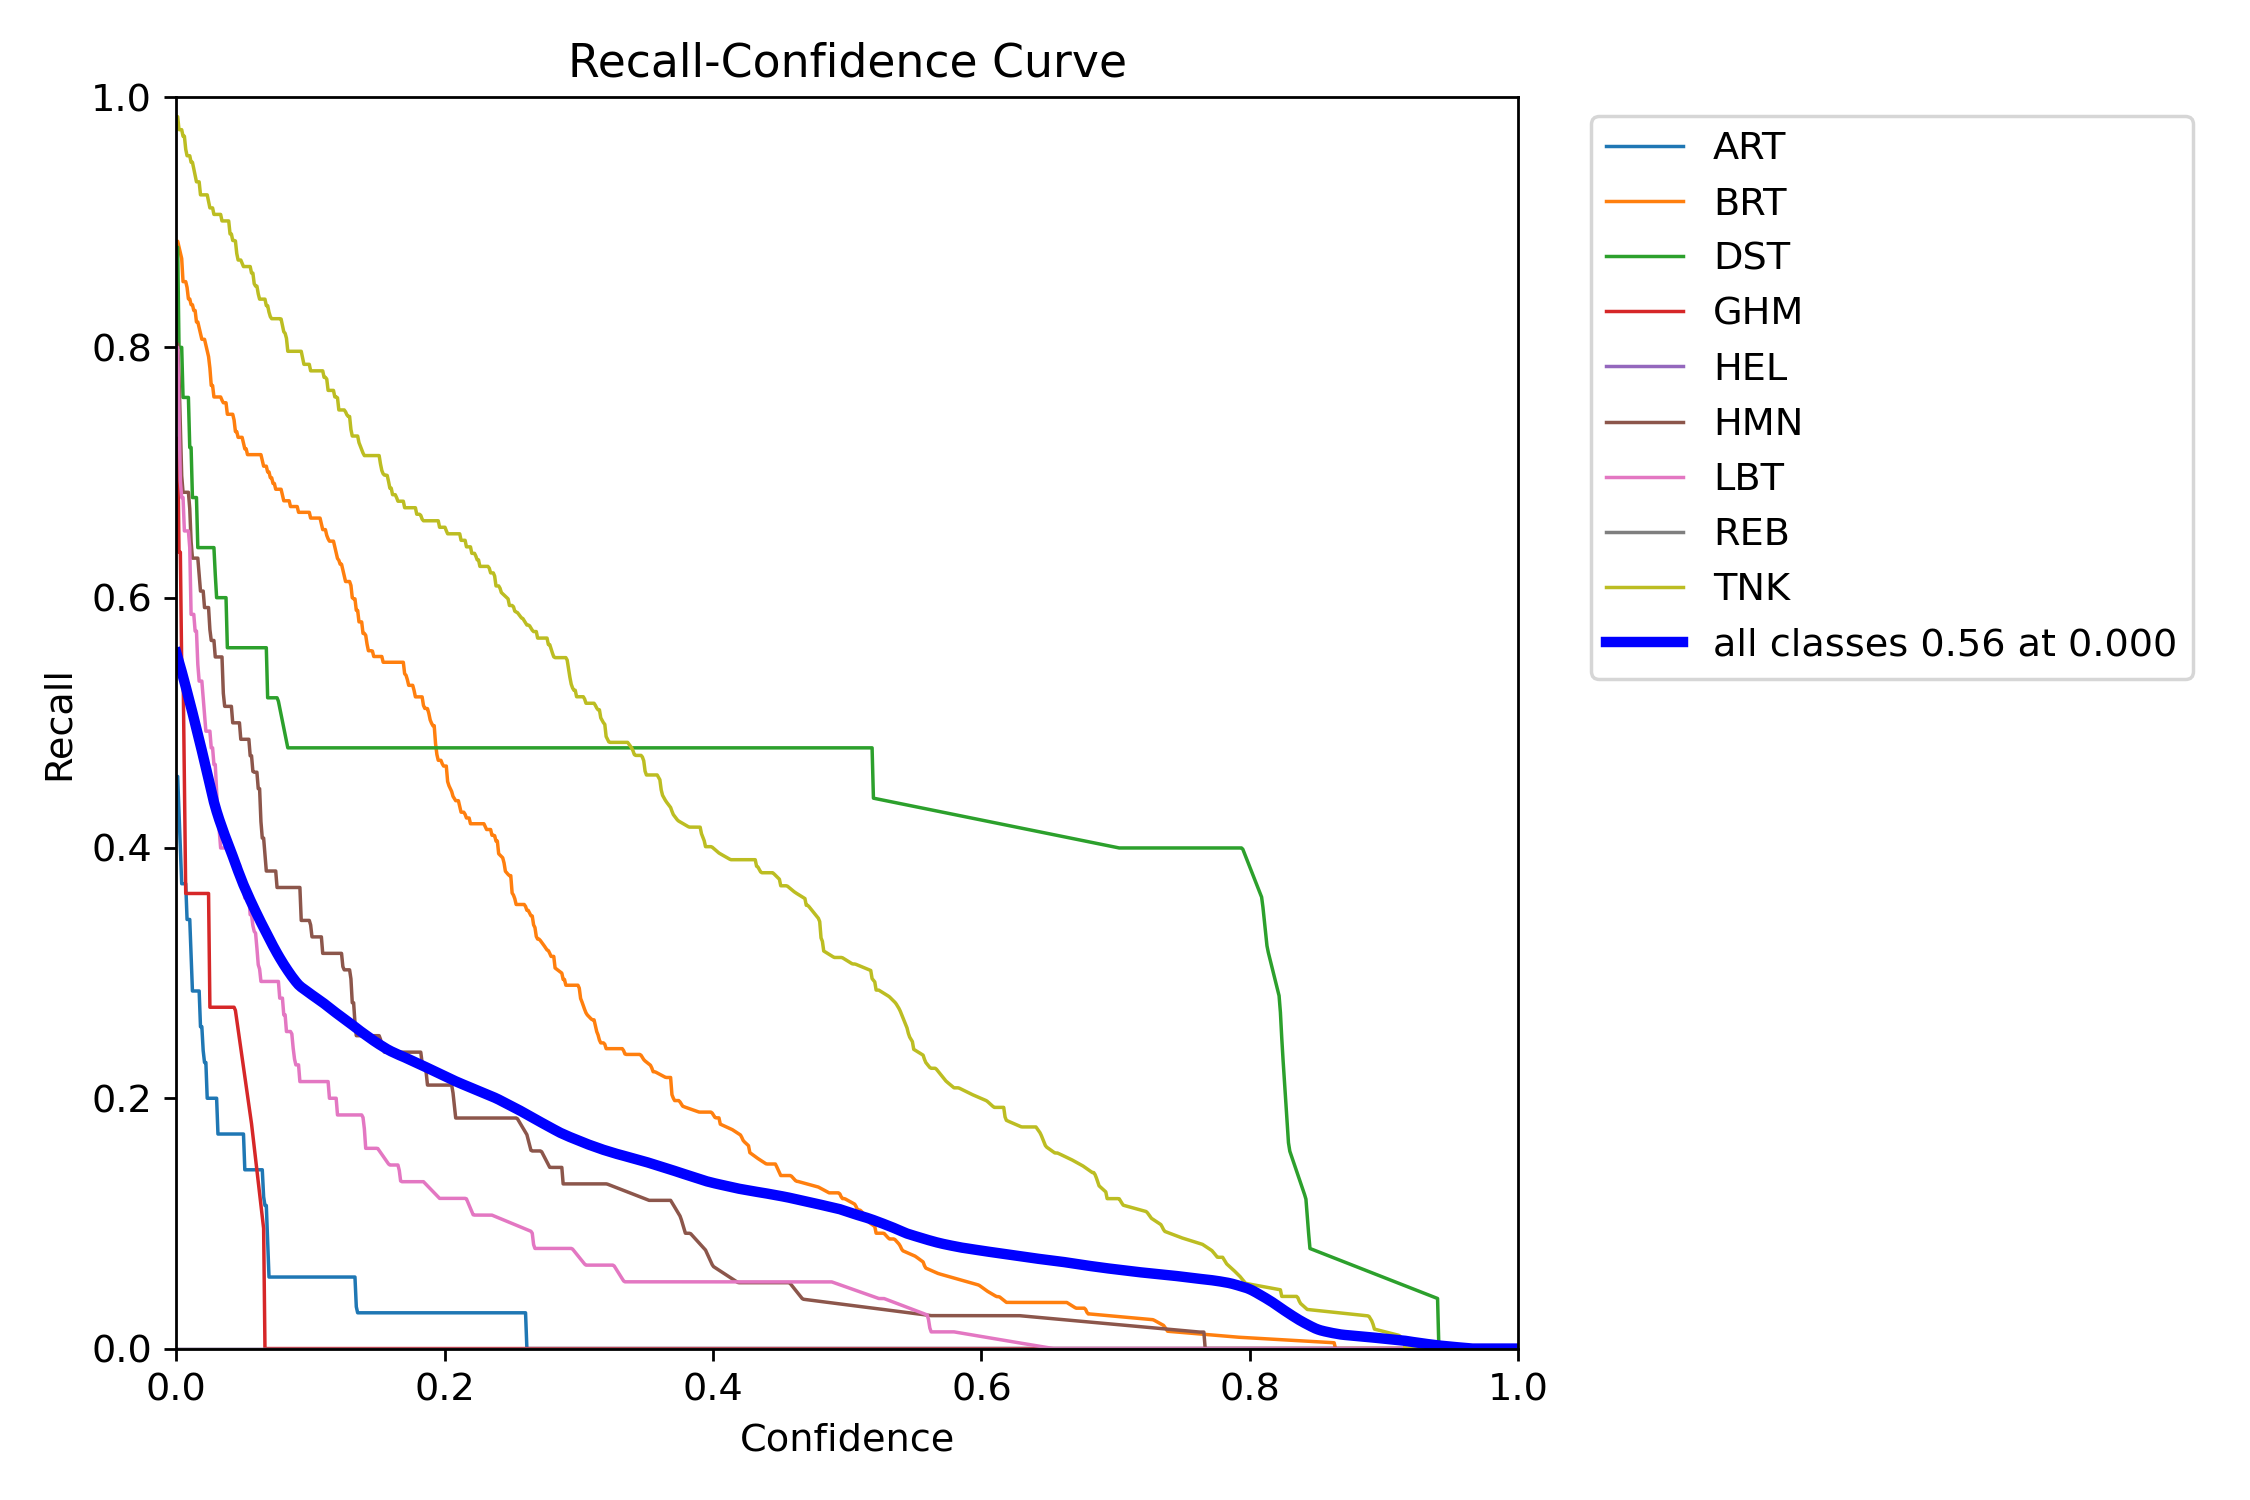 Recall-Confidence Curve
1.0
0.8
0.6
0.4
0.2
0.0
Recall
0.0 0.2 0.4 0.6 0.8 1.0
Confidence
ART
BRT
DST
GHM
HEL
HMN
LBT
REB
TNK
all classes 0.56 at 0.000